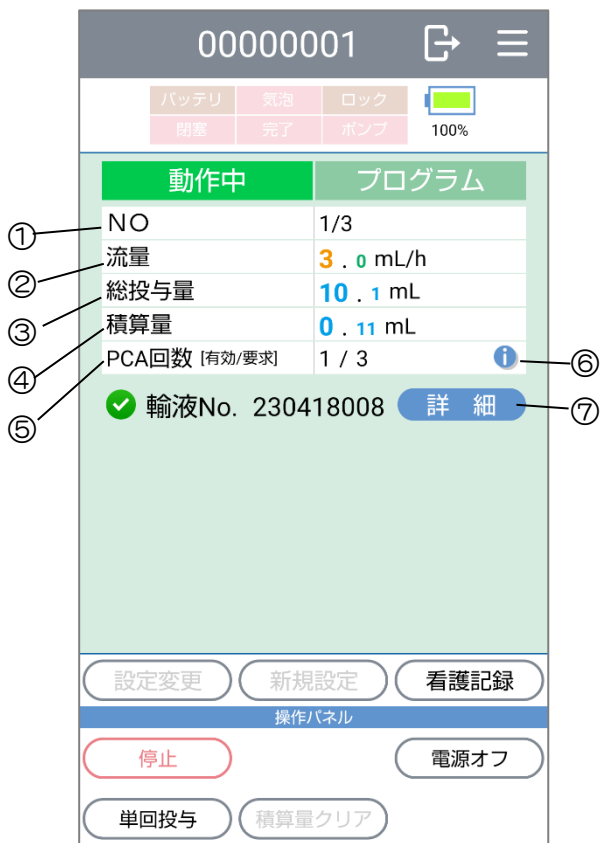 00000001
バッテリ 気泡 ロック
閉塞 完了 ポンプ 100%
動作中 プログラム
① NO 1/3
② 流量 3 . 0 mL/h
③ 総投与量 10 . 1 mL
④ 積算量 0 . 11 mL
⑤ PCA回数 [有効/要求] 1 / 3 i ⑥
輸液No. 230418008 詳 細 ⑦
設定変更 新規設定 看護記録
操作パネル
停止 電源オフ
単回投与 積算量クリア